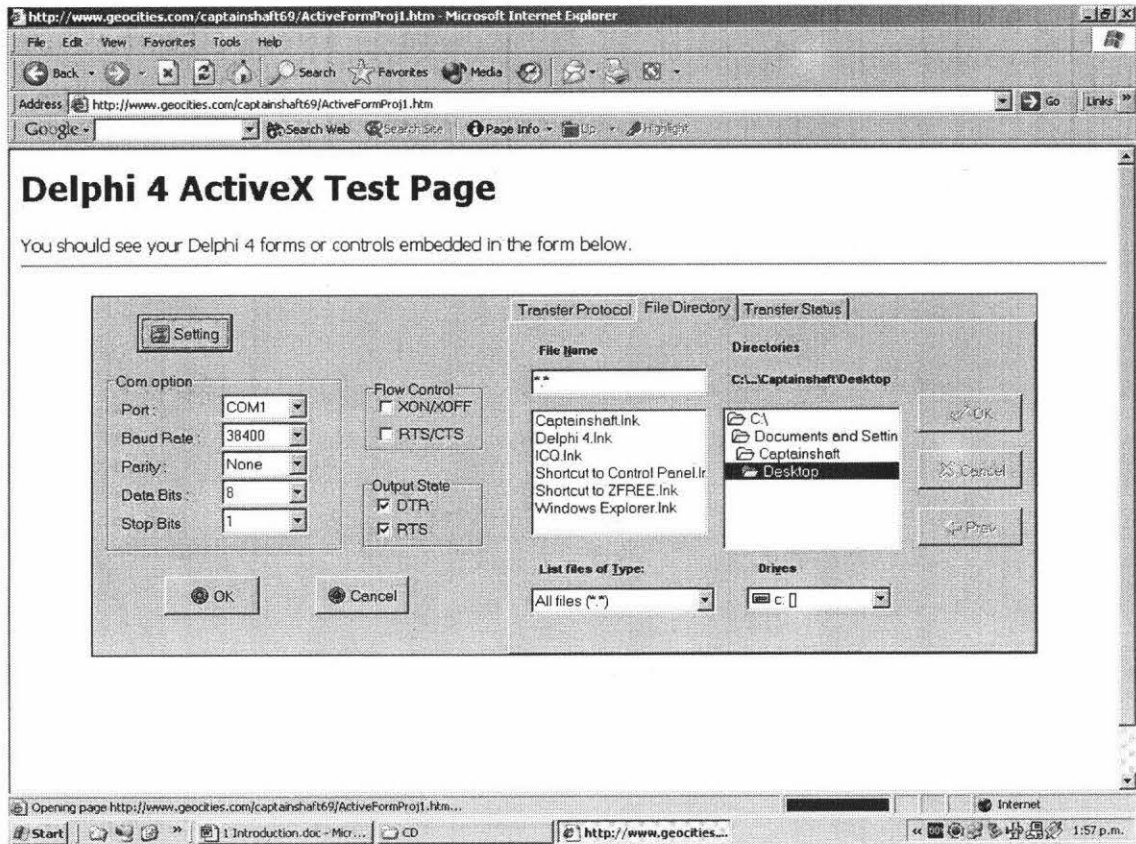 http://www.geocities.com/captainshaft69/ActiveFormProj1.htm - Microsoft Internet Explorer
File Edit View Favorites Tools Help
Back Search Favorites Media
Address http://www.geocities.com/captainshaft69/ActiveFormProj1.htm Go Links »
Google Search Web Search Site Page Info Up Highlight
Delphi 4 ActiveX Test Page
You should see your Delphi 4 forms or controls embedded in the form below.
Setting
Com option
Port : COM1
Baud Rate : 38400
Parity : None
Data Bits : 8
Stop Bits 1
Flow Control
XON/XOFF
RTS/CTS
Output State
DTR
RTS
OK Cancel
Transfer Protocol File Directory Transfer Status
File Name
*.*
Captainshaft.lnk
Delphi 4.lnk
ICO.lnk
Shortcut to Control Panel.lr
Shortcut to ZFREE.lnk
Windows Explorer.lnk
List files of Type:
All files (*.*)
Directories
C:\...\Captainshaft\Desktop
C:\
Documents and Settin
Captainshaft
Desktop
Drives
c: []
OK
Cancel
Prev
Opening page http://www.geocities.com/captainshaft69/ActiveFormProj1.htm... Internet
Start » 1 Introduction.doc - Micr... CD http://www.geocities.... « 1:57 p.m.